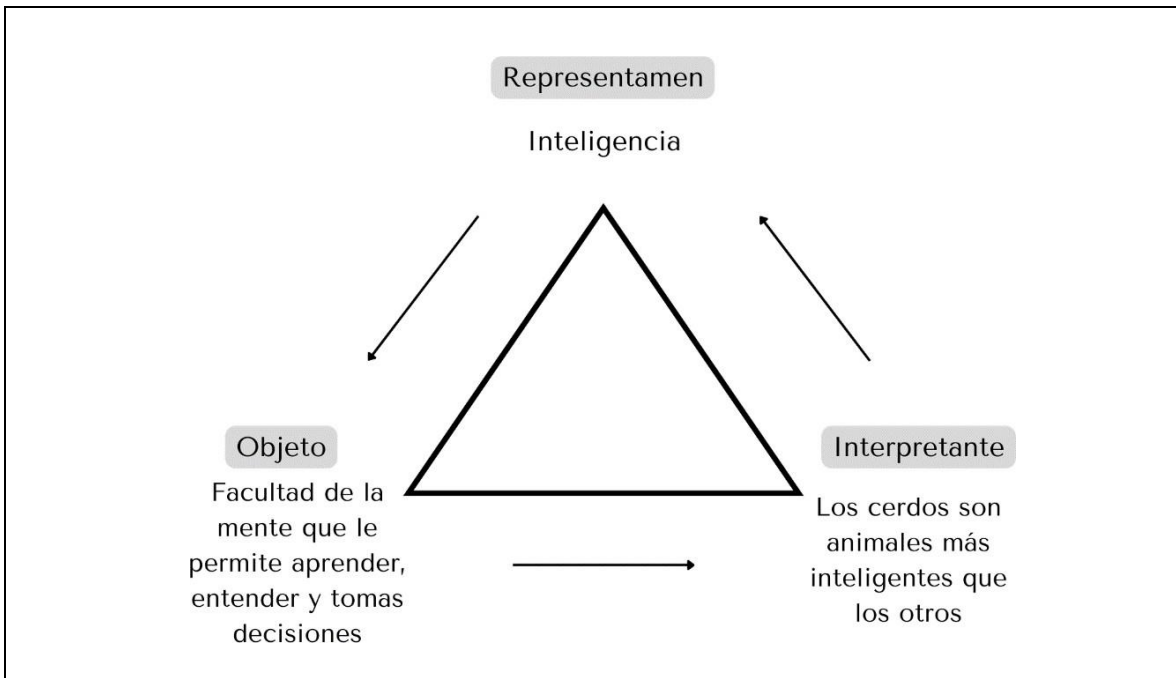 Representamen
Inteligencia
Objeto
Facultad de la
mente que le
permite aprender,
entender y tomas
decisiones
Interpretante
Los cerdos son
animales más
inteligentes que
los otros